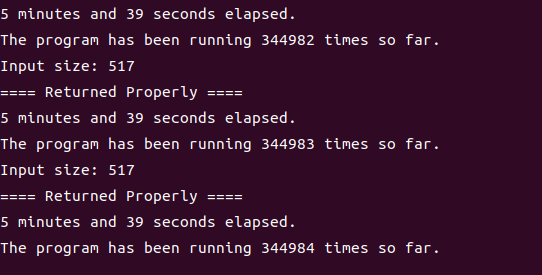 5 minutes and 39 seconds elapsed.
The program has been running 344982 times so far.
Input size: 517
==== Returned Properly ====
5 minutes and 39 seconds elapsed.
The program has been running 344983 times so far.
Input size: 517
==== Returned Properly ====
5 minutes and 39 seconds elapsed.
The program has been running 344984 times so far.